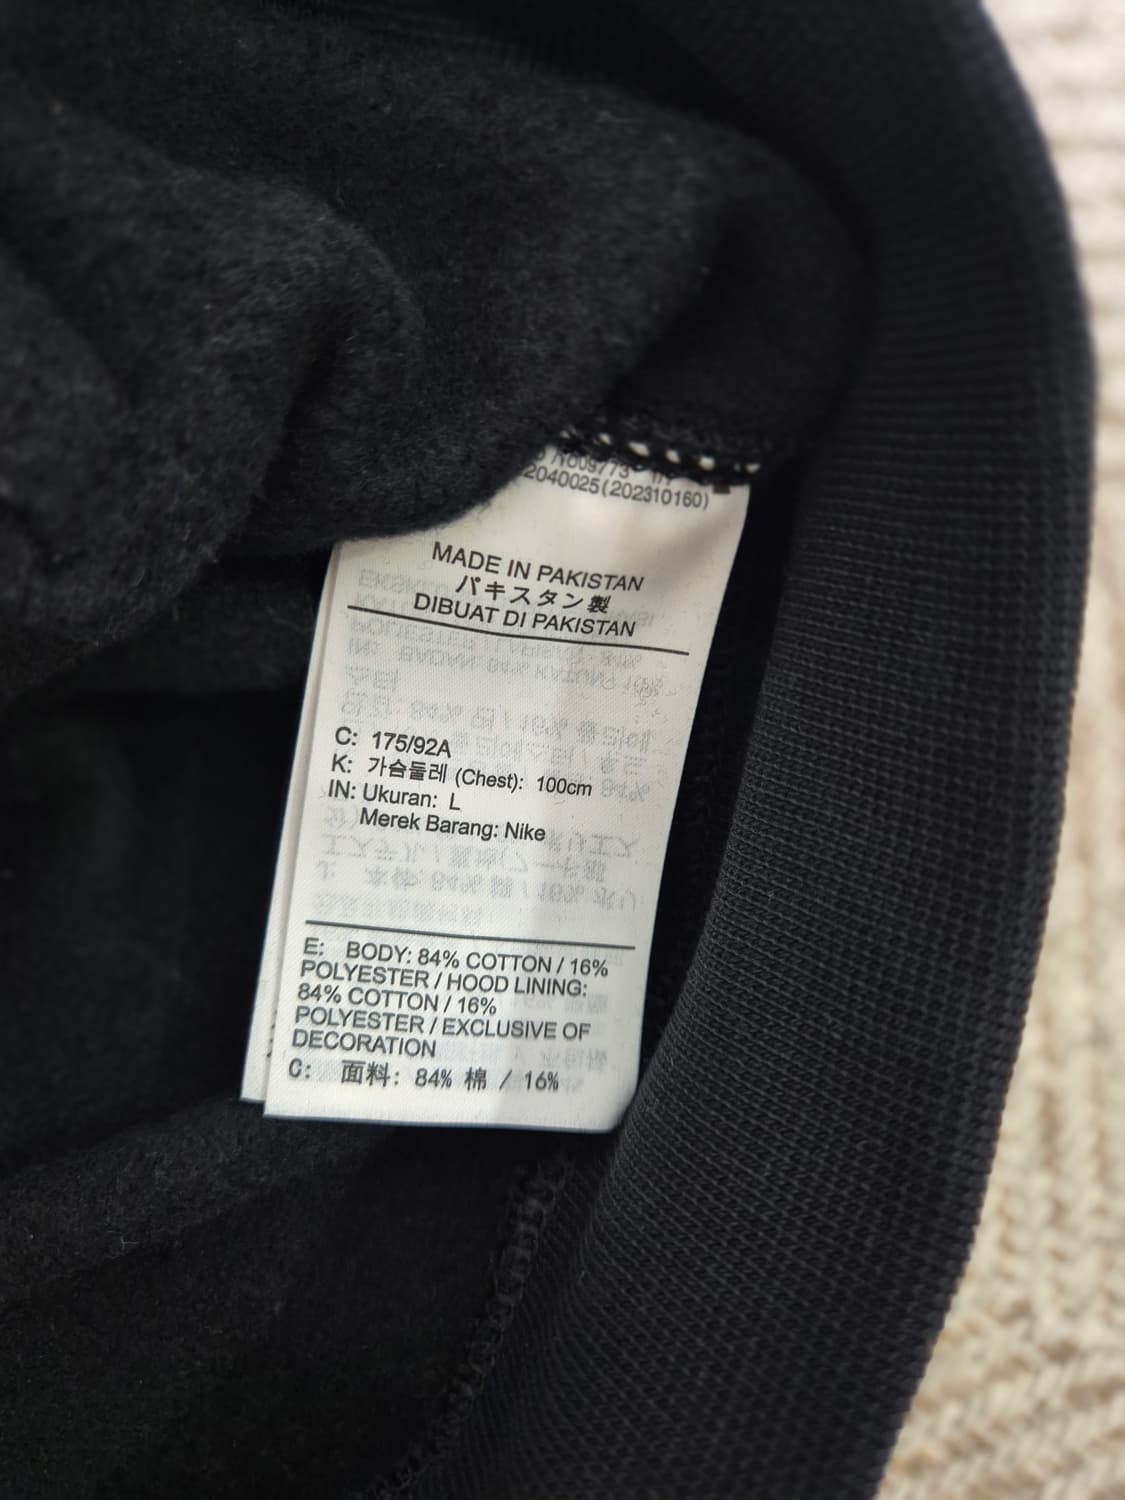 2040025(202310160)
MADE IN PAKISTAN
パキスタン製
DIBUAT DI PAKISTAN
C: 175/92A
K: 가슴둘레 (Chest): 100cm
IN: Ukuran: L
Merek Barang: Nike
E: BODY: 84% COTTON / 16%
POLYESTER / HOOD LINING:
84% COTTON / 16%
POLYESTER / EXCLUSIVE OF
DECORATION
C: 面料: 84% 棉 / 16%